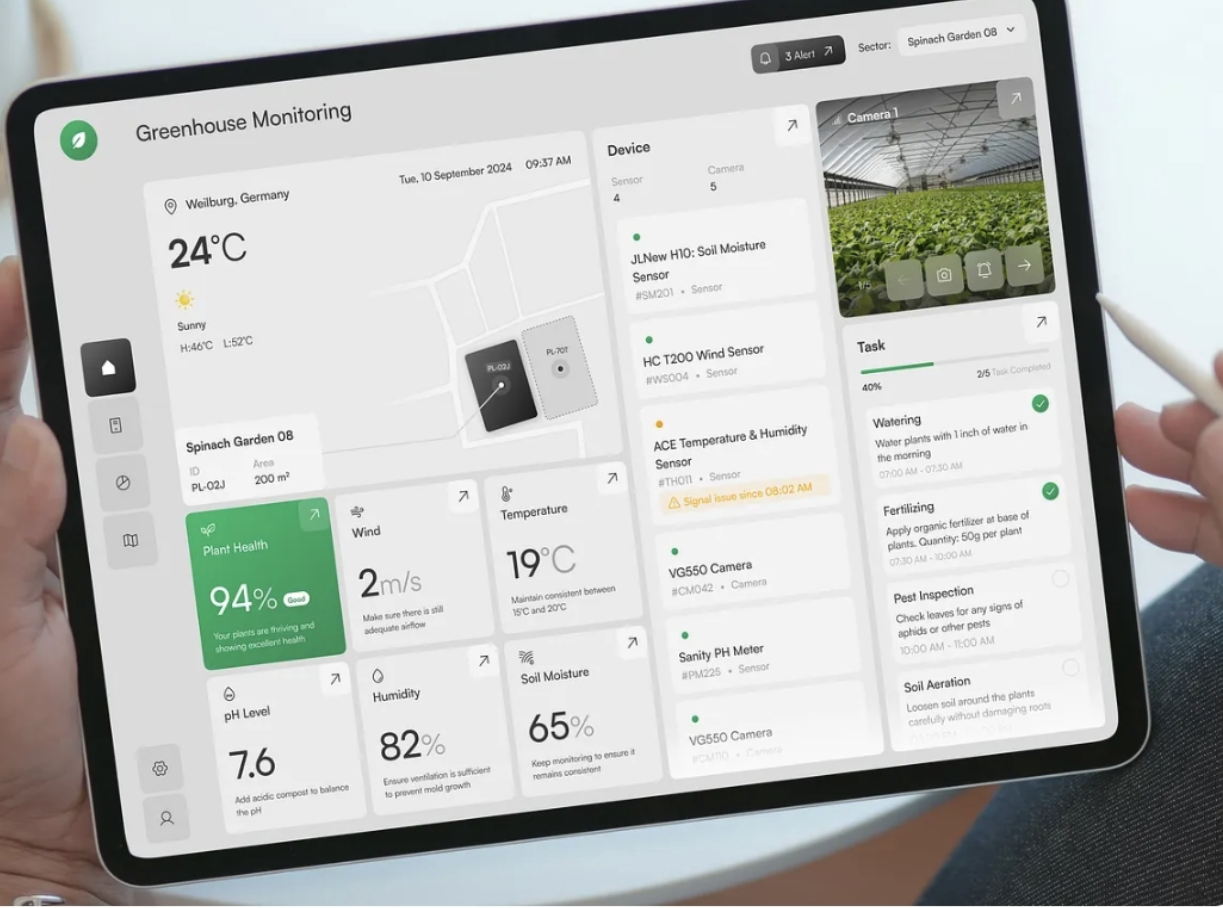 Greenhouse Monitoring
3 Alert
Sector:
Spinach Garden 08
Weilburg, Germany
Tue, 10 September 2024 09:37 AM
24°C
Sunny
H:46°C L:52°C
PL-02J
PL-70T
Spinach Garden 08
ID
Area
PL-02J
200 m²
Plant Health
94% Good
Your plants are thriving and
showing excellent health
Wind
2m/s
Make sure there is still
adequate airflow
Temperature
19°C
Maintain consistent between
15°C and 20°C
pH Level
7.6
Add acidic compost to balance
the pH
Humidity
82%
Ensure ventilation is sufficient
to prevent mold growth
Soil Moisture
65%
Keep monitoring to ensure it
remains consistent
Device
Sensor
Camera
4
5
JLNew H10: Soil Moisture
Sensor
#SM201 • Sensor
HC T200 Wind Sensor
#WS004 • Sensor
ACE Temperature & Humidity
Sensor
#TH011 • Sensor
Signal issue since 08:02 AM
VG550 Camera
#CM042 • Camera
Sanity PH Meter
#PM225 • Sensor
VG550 Camera
#CM110 • Camera
Camera 1
1/5
Task
40%
2/5 Task Completed
Watering
Water plants with 1 inch of water in
the morning
07:00 AM - 07:30 AM
Fertilizing
Apply organic fertilizer at base of
plants. Quantity: 50g per plant
07:30 AM - 10:00 AM
Pest Inspection
Check leaves for any signs of
aphids or other pests
10:00 AM - 11:00 AM
Soil Aeration
Loosen soil around the plants
carefully without damaging roots